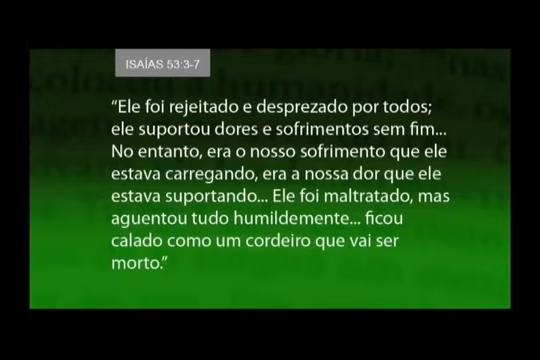 ISAÍAS 53:3-7
“Ele foi rejeitado e desprezado por todos;
ele suportou dores e sofrimentos sem fim...
No entanto, era o nosso sofrimento que ele
estava carregando, era a nossa dor que ele
estava suportando... Ele foi maltratado, mas
aguentou tudo humildemente... ficou
calado como um cordeiro que vai ser
morto.”